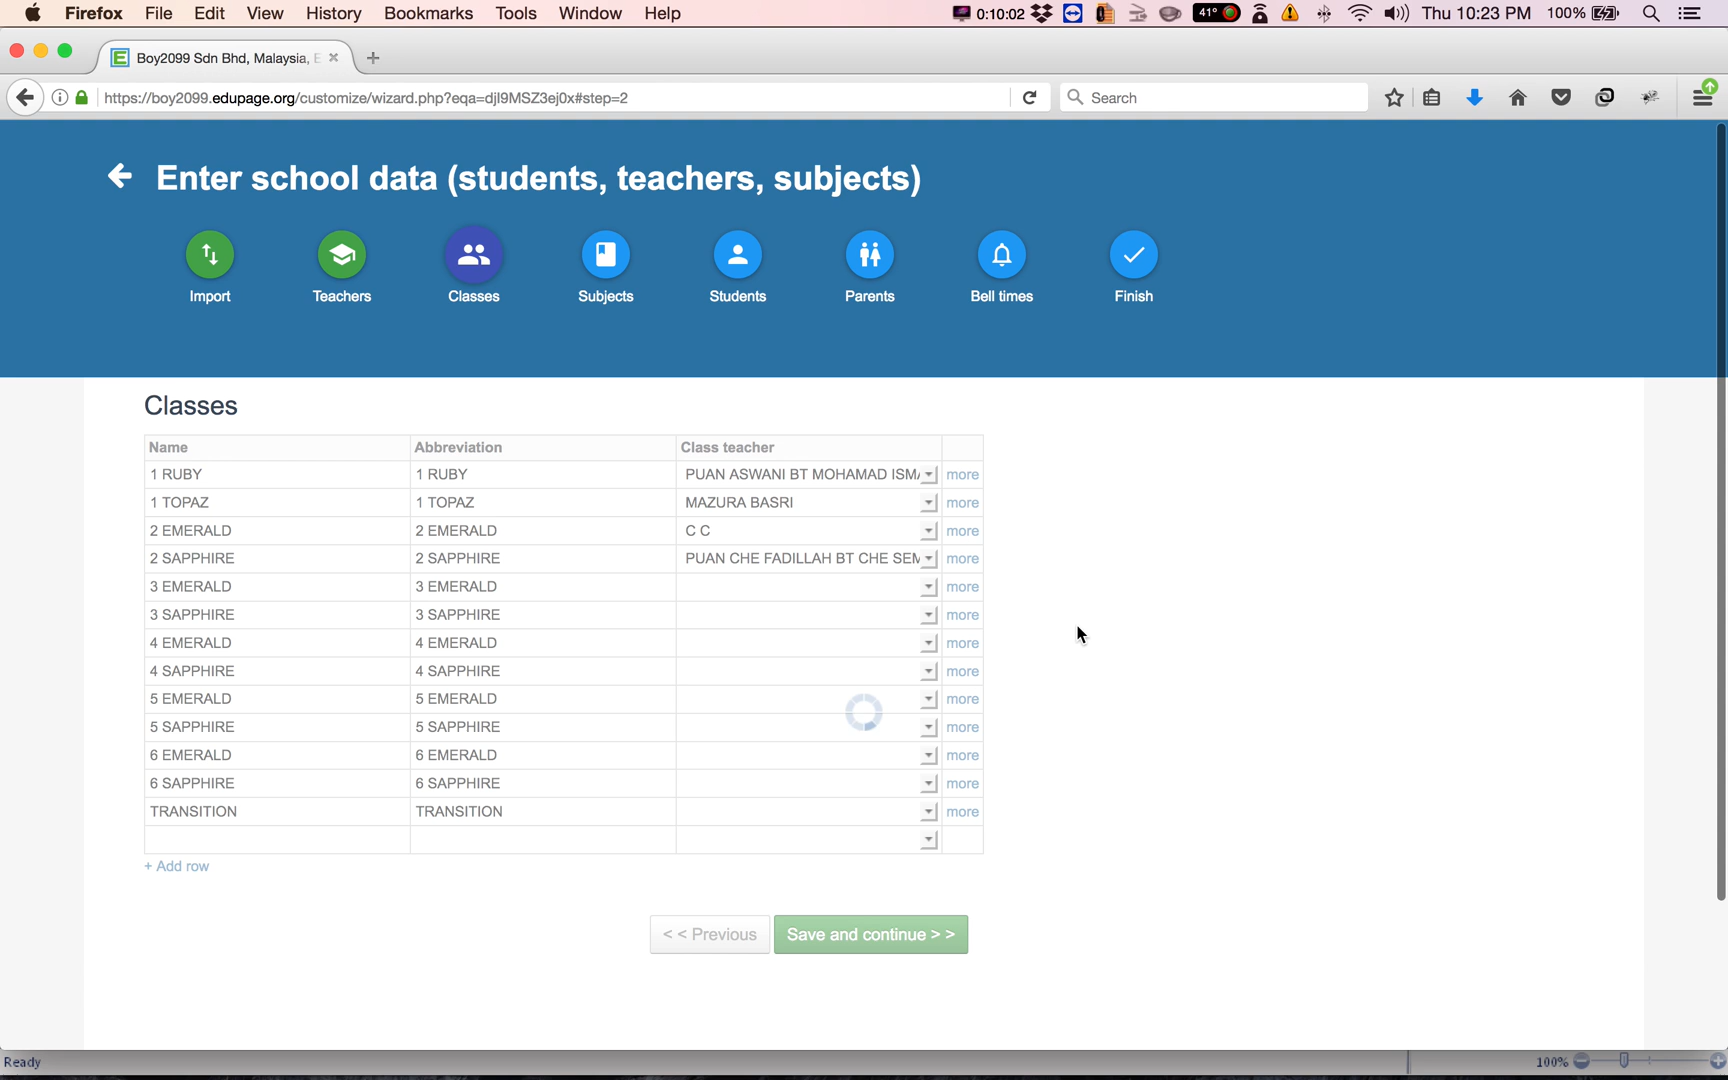 Firefox File Edit View History Bookmarks Tools Window Help 0:10:02 41° Thu 10:23 PM 100%
Boy2099 Sdn Bhd, Malaysia,
https://boy2099.edupage.org/customize/wizard.php?eqa=djI9MSZ3ej0x#step=2 Search
Enter school data (students, teachers, subjects)
Import Teachers Classes Subjects Students Parents Bell times Finish
Classes
Name Abbreviation Class teacher
1 RUBY 1 RUBY PUAN ASWANI BT MOHAMAD ISM more
1 TOPAZ 1 TOPAZ MAZURA BASRI more
2 EMERALD 2 EMERALD C C more
2 SAPPHIRE 2 SAPPHIRE PUAN CHE FADILLAH BT CHE SEM more
3 EMERALD 3 EMERALD more
3 SAPPHIRE 3 SAPPHIRE more
4 EMERALD 4 EMERALD more
4 SAPPHIRE 4 SAPPHIRE more
5 EMERALD 5 EMERALD more
5 SAPPHIRE 5 SAPPHIRE more
6 EMERALD 6 EMERALD more
6 SAPPHIRE 6 SAPPHIRE more
TRANSITION TRANSITION more
+ Add row
< < Previous Save and continue > >
Ready 100%